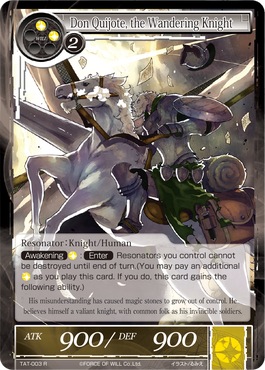 Don Quijote, the Wandering Knight
WILL
2
Resonator : Knight/Human
Awakening : Enter Resonators you control cannot
be destroyed until end of turn.(You may pay an additional
as you play this card. If you do, this card gains the
following ability.)
His misunderstanding has caused magic stones to grow out of control. He
believes himself a valiant knight, with common folk as his invincible soldiers.
ATK 900/ DEF 900
TAT-003 R ©FORCE OF WILL Co.,Ltd.